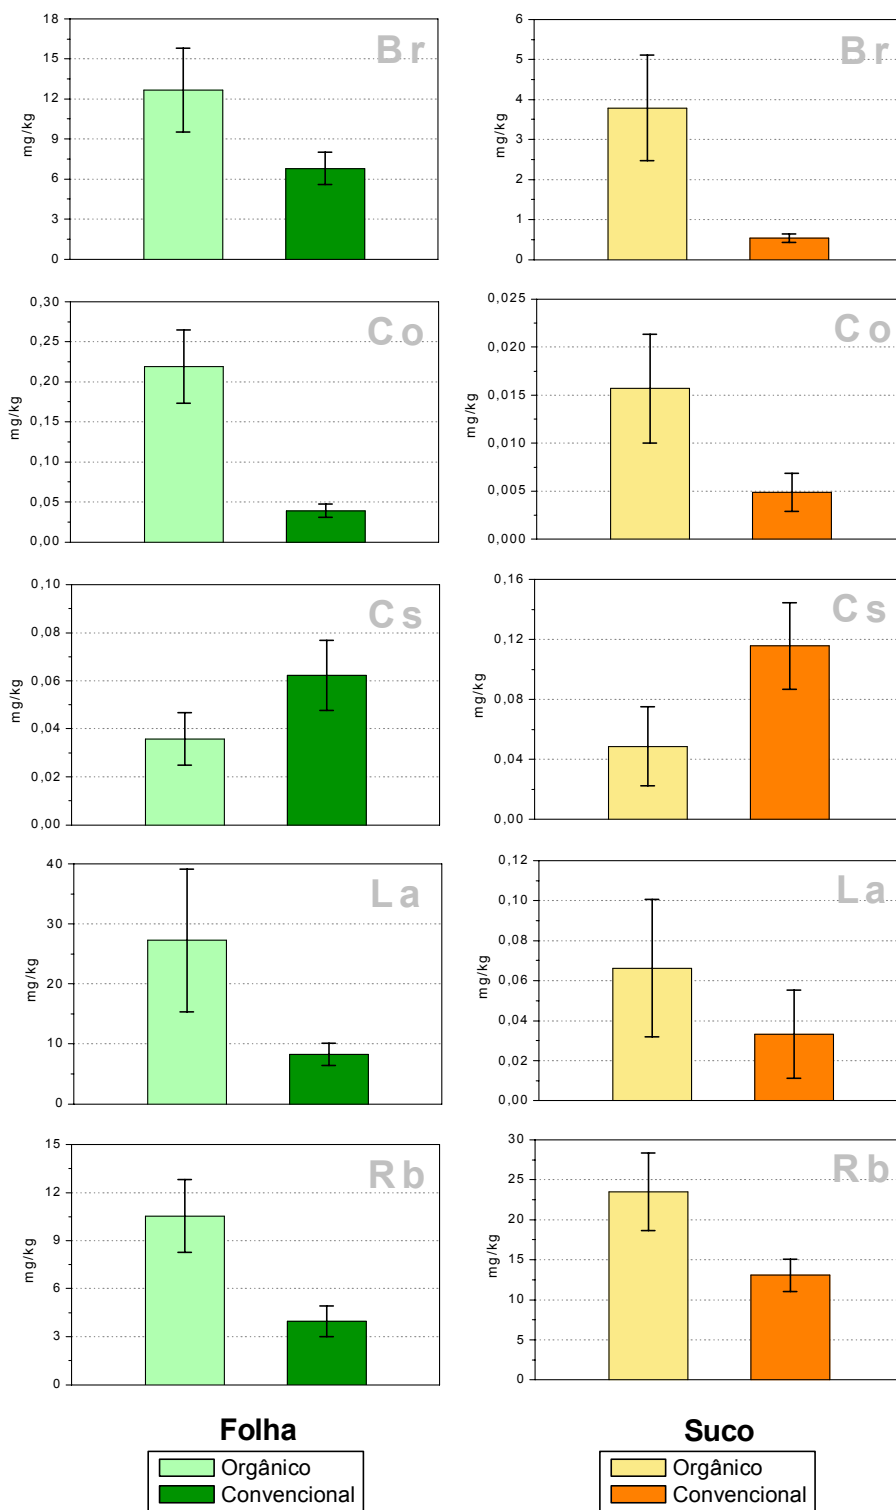 Br
mg/kg
18
15
12
9
6
3
0
Br
mg/kg
6
5
4
3
2
1
0
Co
mg/kg
0,30
0,25
0,20
0,15
0,10
0,05
0,00
Co
mg/kg
0,025
0,020
0,015
0,010
0,005
0,000
Cs
mg/kg
0,10
0,08
0,06
0,04
0,02
0,00
Cs
mg/kg
0,16
0,12
0,08
0,04
0,00
La
mg/kg
40
30
20
10
0
La
mg/kg
0,12
0,10
0,08
0,06
0,04
0,02
0,00
Rb
mg/kg
15
12
9
6
3
0
Rb
mg/kg
30
25
20
15
10
5
0
Folha
Orgânico
Convencional
Suco
Orgânico
Convencional